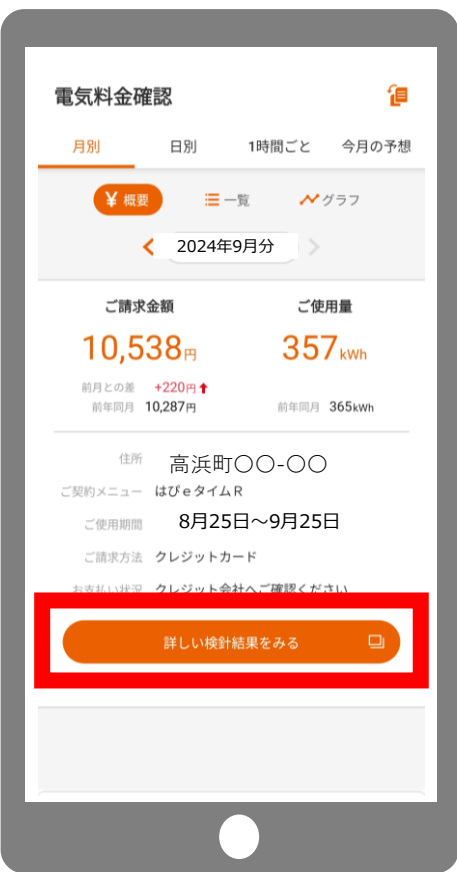 電気料金確認
月別 日別 1時間ごと 今月の予想
¥ 概要 一覧 グラフ
2024年9月分
ご請求金額 ご使用量
10,538円 357kWh
前月との差 +220円
前年同月 10,287円 前年同月 365kWh
住所 高浜町〇〇-〇〇
ご契約メニュー はぴeタイムR
ご使用期間 8月25日～9月25日
ご請求方法 クレジットカード
お支払い状況 クレジット会社へご確認ください
詳しい検針結果をみる